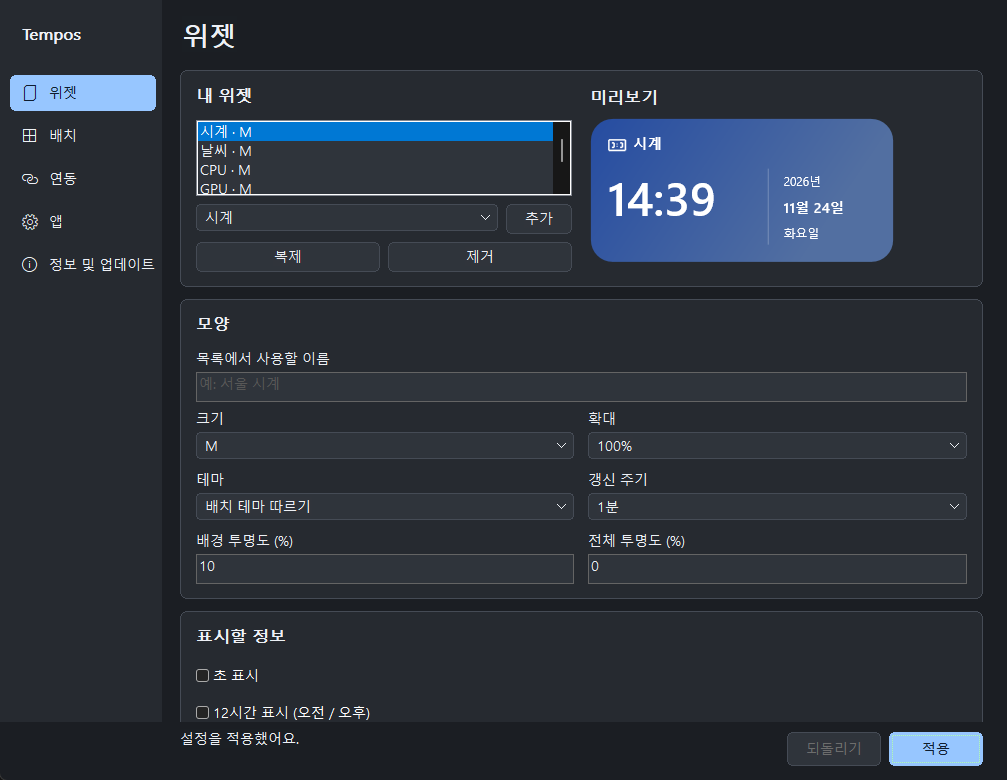 Tempos
위젯
배치
연동
앱
정보 및 업데이트
위젯
내 위젯
시계 · M
날씨 · M
CPU · M
GPU · M
시계
추가
복제
제거
미리보기
시계
14:39
2026년
11월 24일
화요일
모양
목록에서 사용할 이름
예: 서울 시계
크기
확대
M
100%
테마
갱신 주기
배치 테마 따르기
1분
배경 투명도 (%)
전체 투명도 (%)
10
0
표시할 정보
초 표시
12시간 표시 (오전 / 오후)
설정을 적용했어요.
되돌리기
적용